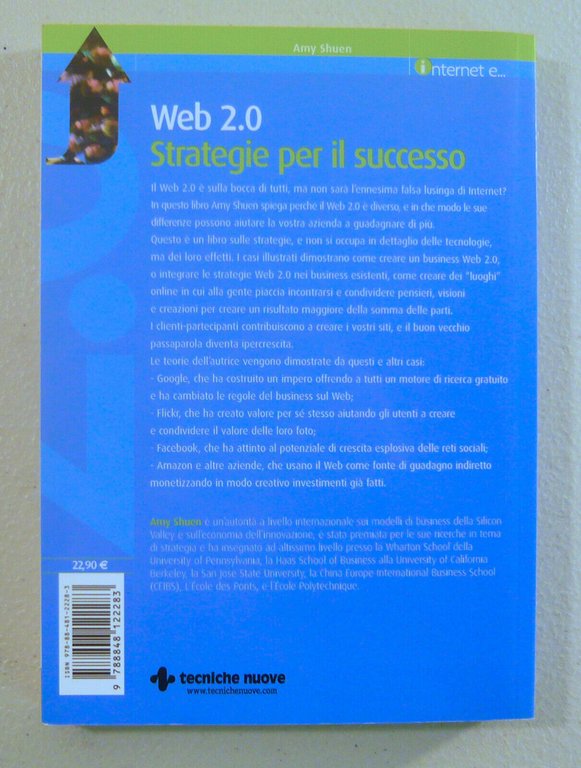 Amy Shuen
internet e...
2.0
Web 2.0
Strategie per il successo
Il Web 2.0 è sulla bocca di tutti, ma non sarà l'ennesima falsa lusinga di Internet?
In questo libro Amy Shuen spiega perché il Web 2.0 è diverso, e in che modo le sue
differenze possono aiutare la vostra azienda a guadagnare di più.
Questo è un libro sulle strategie, e non si occupa in dettaglio delle tecnologie,
ma dei loro effetti. I casi illustrati dimostrano come creare un business Web 2.0,
o integrare le strategie Web 2.0 nei business esistenti, come creare dei "luoghi"
online in cui alla gente piaccia incontrarsi e condividere pensieri, visioni
e creazioni per creare un risultato maggiore della somma delle parti.
I clienti-partecipanti contribuiscono a creare i vostri siti, e il buon vecchio
passaparola diventa ipercrescita.
Le teorie dell'autrice vengono dimostrate da questi e altri casi:
- Google, che ha costruito un impero offrendo a tutti un motore di ricerca gratuito
e ha cambiato le regole del business sul Web;
- Flickr, che ha creato valore per sé stesso aiutando gli utenti a creare
e condividere il valore delle loro foto;
- Facebook, che ha attinto al potenziale di crescita esplosiva delle reti sociali;
- Amazon e altre aziende, che usano il Web come fonte di guadagno indiretto
monetizzando in modo creativo investimenti già fatti.
Amy Shuen è un'autorità a livello internazionale sui modelli di business della Silicon
Valley e sull'economia dell'innovazione, è stata premiata per le sue ricerche in tema
di strategia e ha insegnato ad altissimo livello presso la Wharton School della
University of Pennsylvania, la Haas School of Business alla University of California
Berkeley, la San Jose State University, la China Europe International Business School
(CEIBS), L'École des Ponts, e l'École Polytechnique.
22,90 €
ISBN 978-88-481-2228-3
9 788848 122283
tecniche nuove
www.tecnichenuove.com